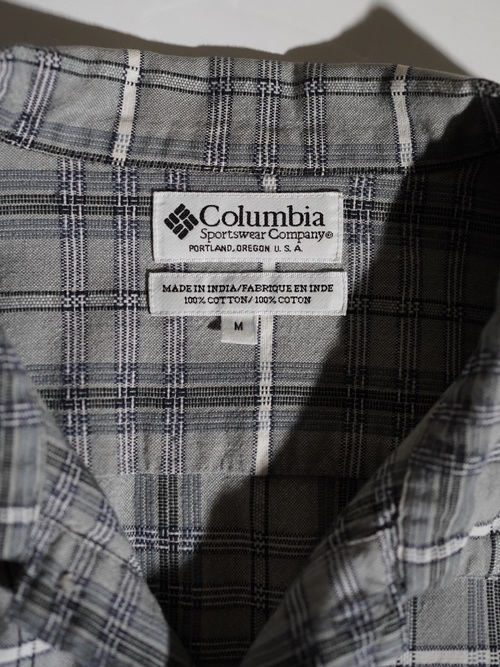 Columbia
Sportswear Company®
PORTLAND, OREGON U. S. A.
MADE IN INDIA/FABRIQUE EN INDE
100% COTTON/100% COTON
M